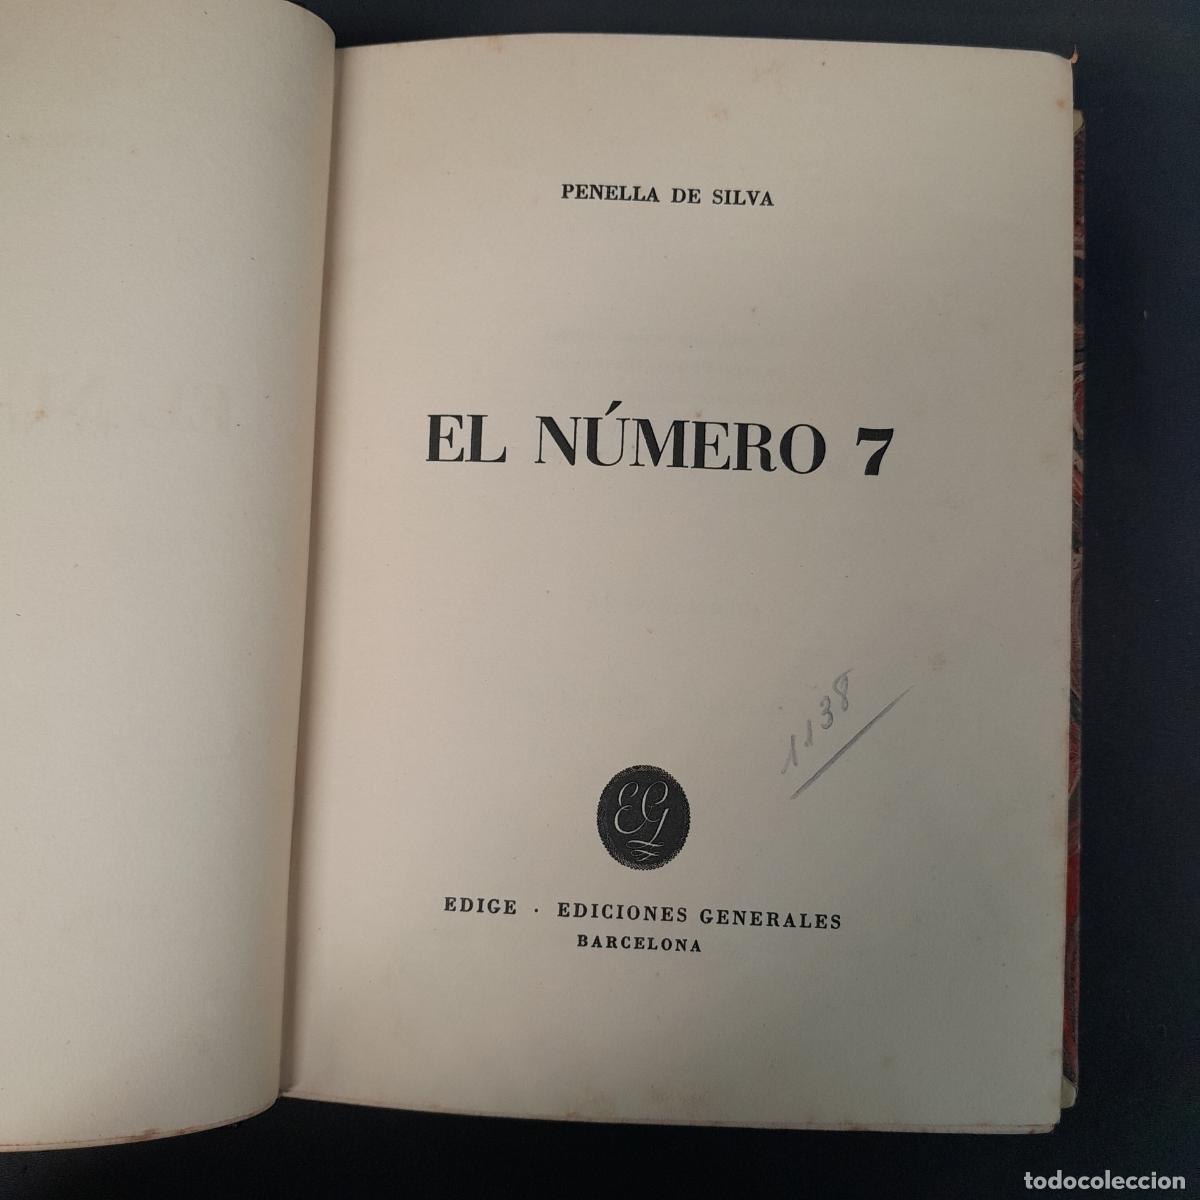 PENELLA DE SILVA
EL NÚMERO 7
1138
EG
EDIGE . EDICIONES GENERALES
BARCELONA
todocoleccion